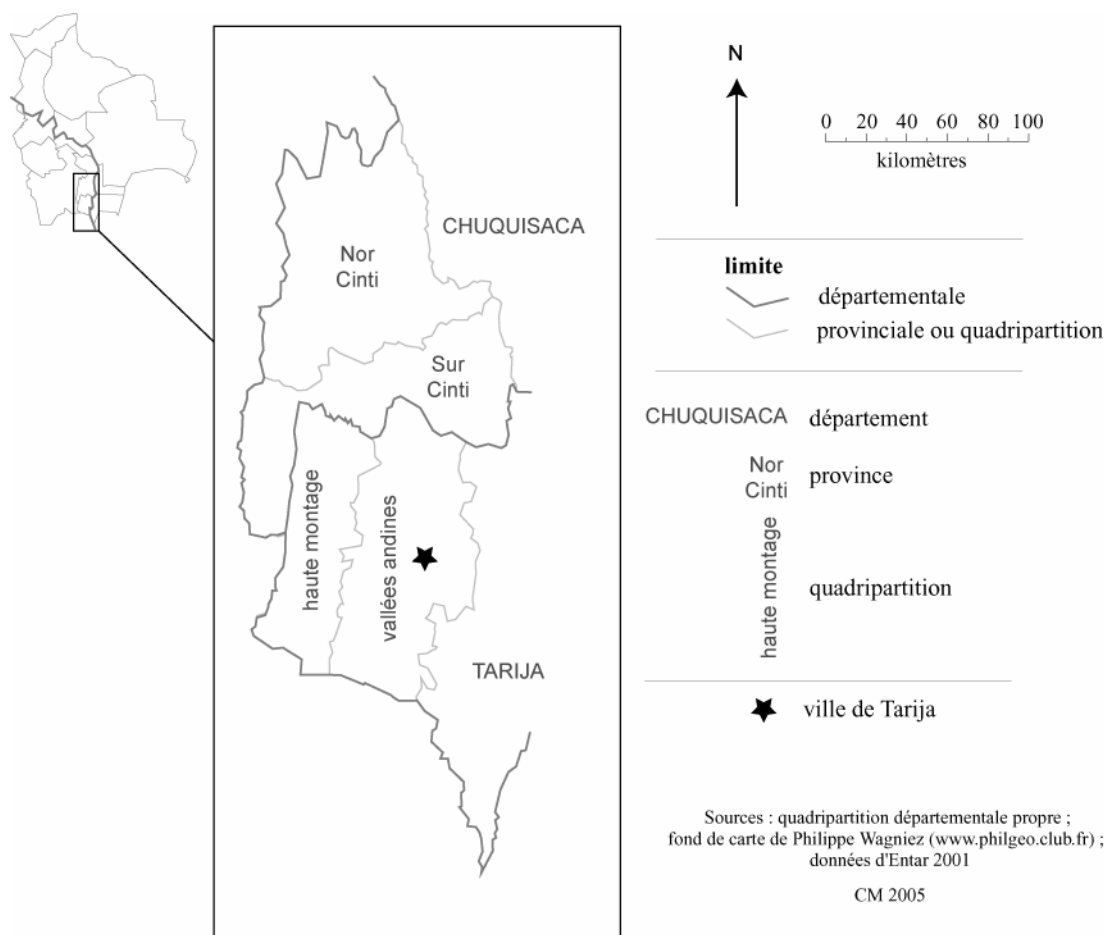 CHUQUISACA
Nor
Cinti
Sur
Cinti
haute montage
vallées andines
TARIJA
N
0 20 40 60 80 100
kilomètres
limite
départementale
provinciale ou quadripartition
CHUQUISACA département
Nor
Cinti
province
haute montage
quadripartition
ville de Tarija
Sources : quadripartition départementale propre ;
fond de carte de Philippe Wagniez (www.philgeo.club.fr) ;
données d'Entar 2001
CM 2005